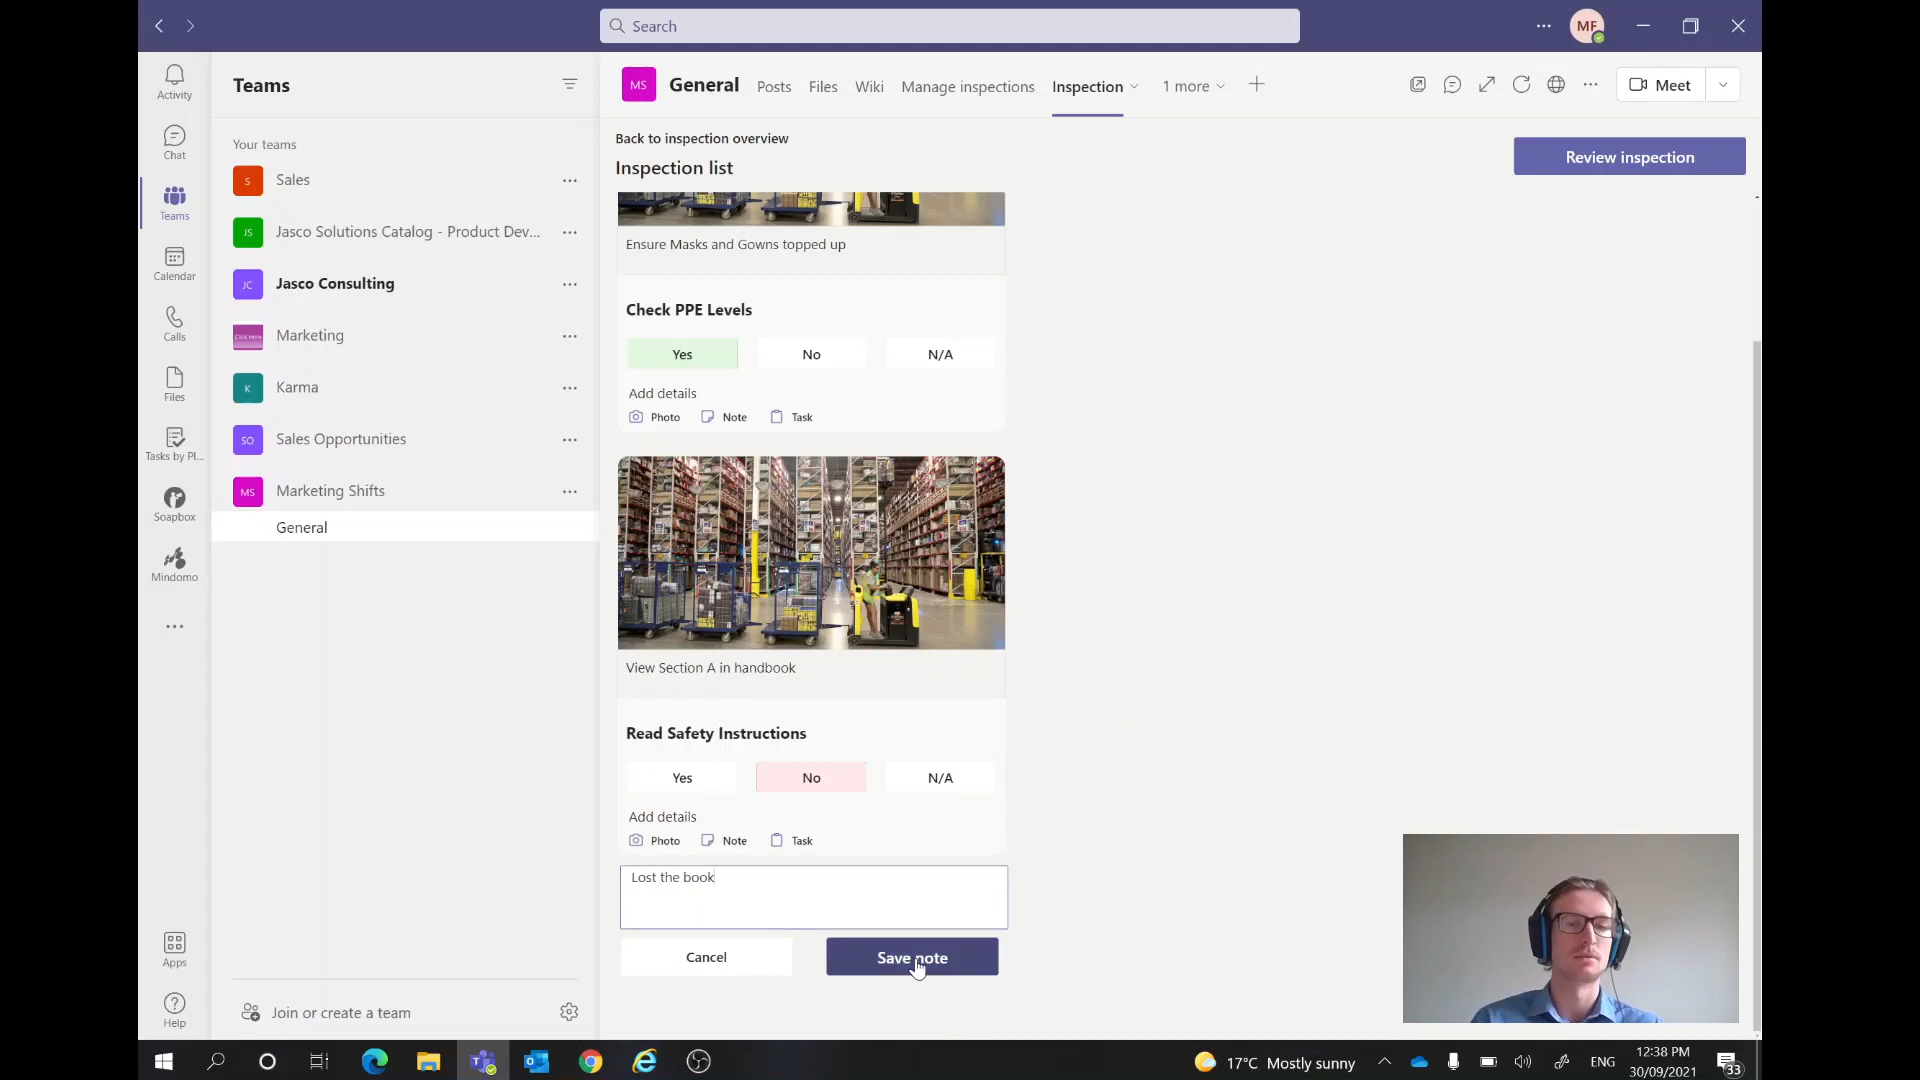 Search
MF
Activity
Chat
Teams
Calendar
Calls
Files
Tasks by Pl...
Soapbox
Mindomo
Apps
Help
Teams
Your teams
S Sales
JS Jasco Solutions Catalog - Product Dev...
JC Jasco Consulting
Click Here Marketing
K Karma
SO Sales Opportunities
MS Marketing Shifts
General
Join or create a team
MS General Posts Files Wiki Manage inspections Inspection 1 more
Meet
Back to inspection overview
Inspection list
Review inspection
Ensure Masks and Gowns topped up
Check PPE Levels
Yes No N/A
Add details
Photo Note Task
View Section A in handbook
Read Safety Instructions
Yes No N/A
Add details
Photo Note Task
Lost the book
Cancel Save note
17°C Mostly sunny
ENG
12:38 PM
30/09/2021
33